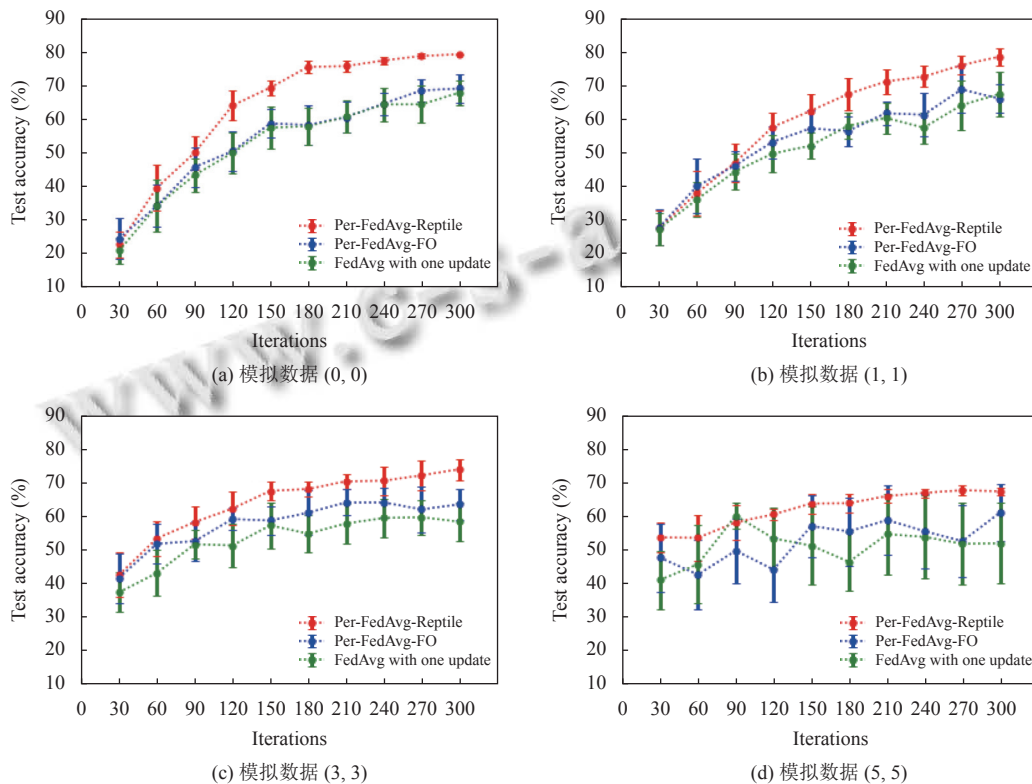 90
80
70
60
50
40
30
20
10
Test accuracy (%)
Per-FedAvg-Reptile
Per-FedAvg-FO
FedAvg with one update
0 30 60 90 120 150 180 210 240 270 300
Iterations
(a) 模拟数据 (0, 0)
90
80
70
60
50
40
30
20
10
Test accuracy (%)
Per-FedAvg-Reptile
Per-FedAvg-FO
FedAvg with one update
0 30 60 90 120 150 180 210 240 270 300
Iterations
(b) 模拟数据 (1, 1)
90
80
70
60
50
40
30
20
10
Test accuracy (%)
Per-FedAvg-Reptile
Per-FedAvg-FO
FedAvg with one update
0 30 60 90 120 150 180 210 240 270 300
Iterations
(c) 模拟数据 (3, 3)
90
80
70
60
50
40
30
20
10
Test accuracy (%)
Per-FedAvg-Reptile
Per-FedAvg-FO
FedAvg with one update
0 30 60 90 120 150 180 210 240 270 300
Iterations
(d) 模拟数据 (5, 5)
www.c-s-a